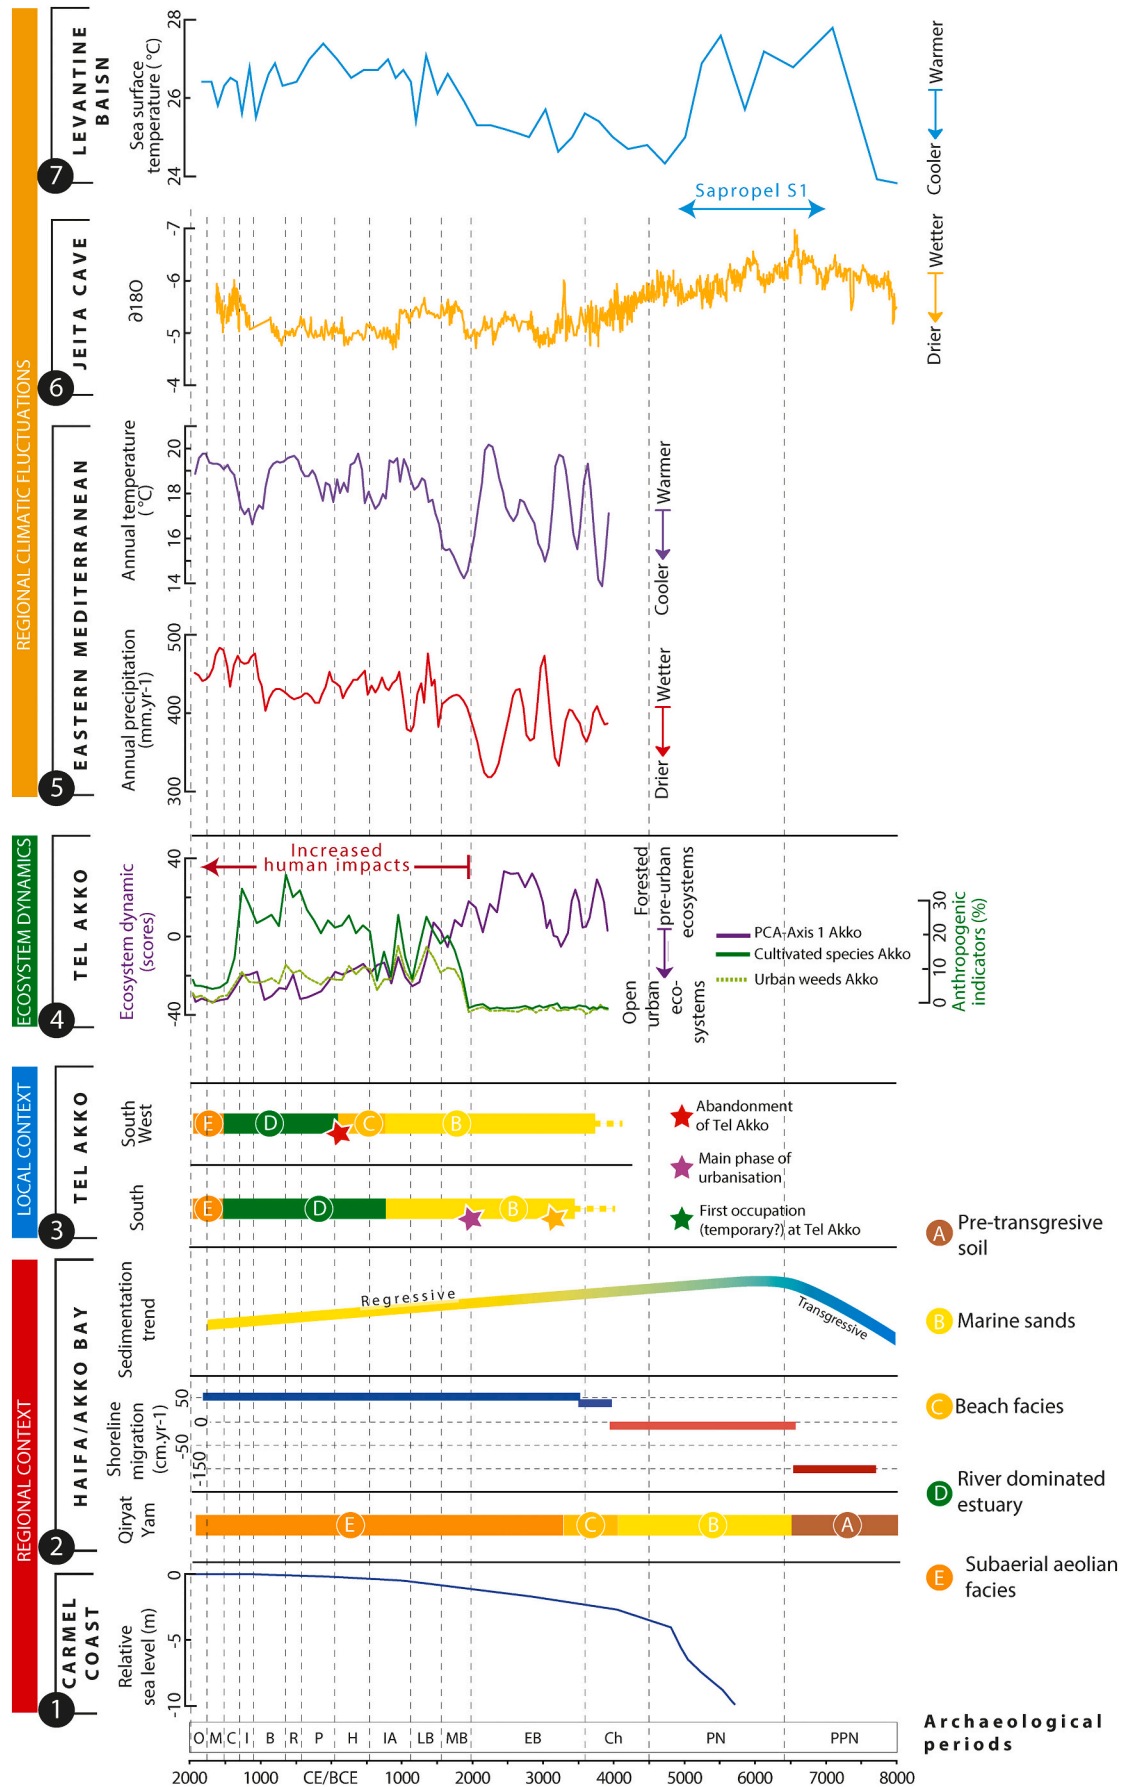 28
26
24
Sea surface
temperature ( °C)
LEVANTINE
BAISN
7
Warmer
Cooler
Sapropel S1
-7
-6
-5
-4
∂18O
JEITA CAVE
6
Wetter
Drier
REGIONAL CLIMATIC FLUCTUATIONS
20
18
16
14
Annual temperature
( °C)
EASTERN MEDITERRANEAN
5
Warmer
Cooler
500
400
300
Annual precipitation
(mm.yr-1)
Wetter
Drier
ECOSYSTEM DYNAMICS
TEL AKKO
4
Ecosystem dynamic
(scores)
40
0
-40
Increased
human impacts
Forested
pre-urban
ecosystems
Open
urban
eco-
systems
PCA-Axis 1 Akko
Cultivated species Akko
Urban weeds Akko
30
20
10
0
Anthropogenic
indicators (%)
LOCAL CONTEXT
TEL AKKO
3
South
West
E
D
C
B
South
E
D
B
Abandonment
of Tel Akko
Main phase of
urbanisation
First occupation
(temporary?) at Tel Akko
REGIONAL CONTEXT
HAIFA/AKKO BAY
2
Sedimentation
trend
Regressive
Transgressive
Shoreline
migration
(cm.yr-1)
50
0
-50
-150
Qiryat
Yam
E
C
B
A
A Pre-transgresive
soil
B Marine sands
C Beach facies
D River dominated
estuary
E Subaerial aeolian
facies
CARMEL
COAST
1
Relative
sea level (m)
0
-5
-10
O M C I B R P H IA LB MB EB Ch PN PPN
Archaeological
periods
2000 1000 CE/BCE 1000 2000 3000 4000 5000 6000 7000 8000